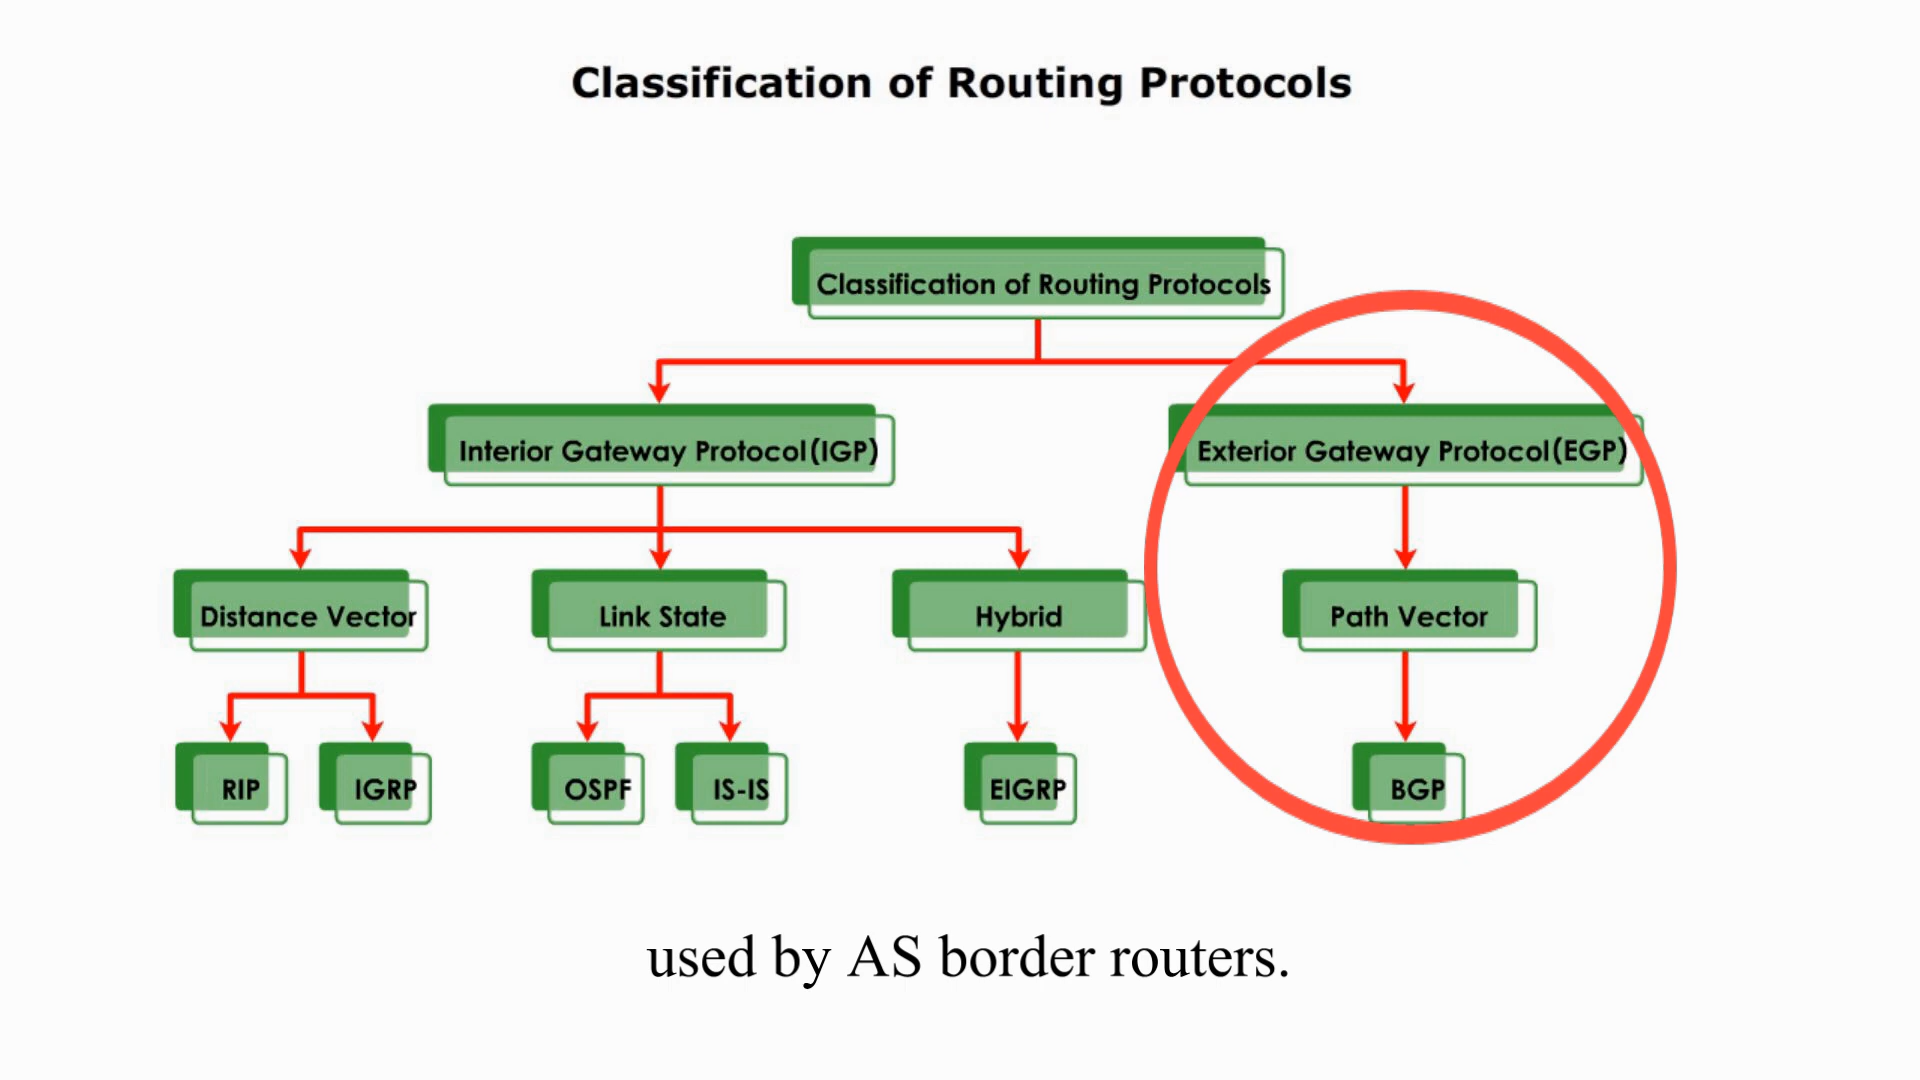 Classification of Routing Protocols
Classification of Routing Protocols
Interior Gateway Protocol(IGP)
Exterior Gateway Protocol(EGP)
Distance Vector
Link State
Hybrid
Path Vector
RIP
IGRP
OSPF
IS-IS
EIGRP
BGP
used by AS border routers.